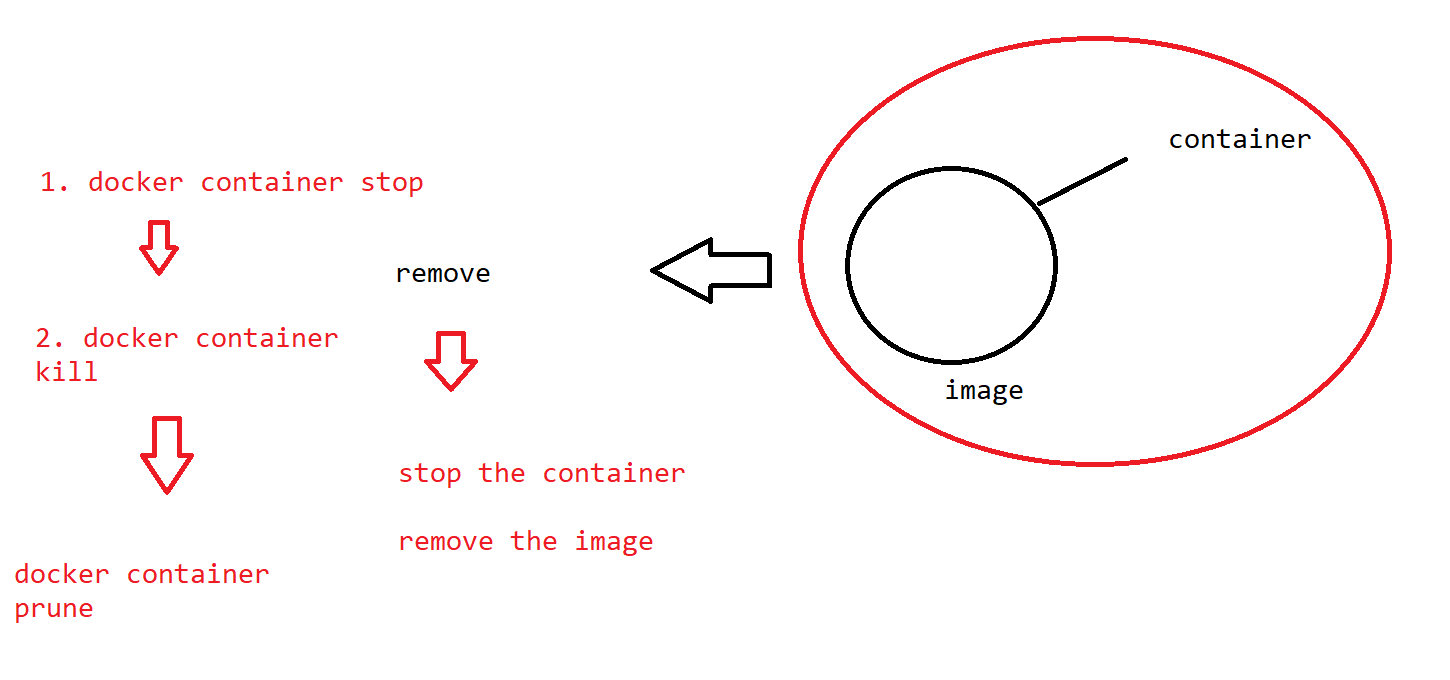 1. docker container stop
2. docker container
kill
docker container
prune
remove
stop the container
remove the image
container
image